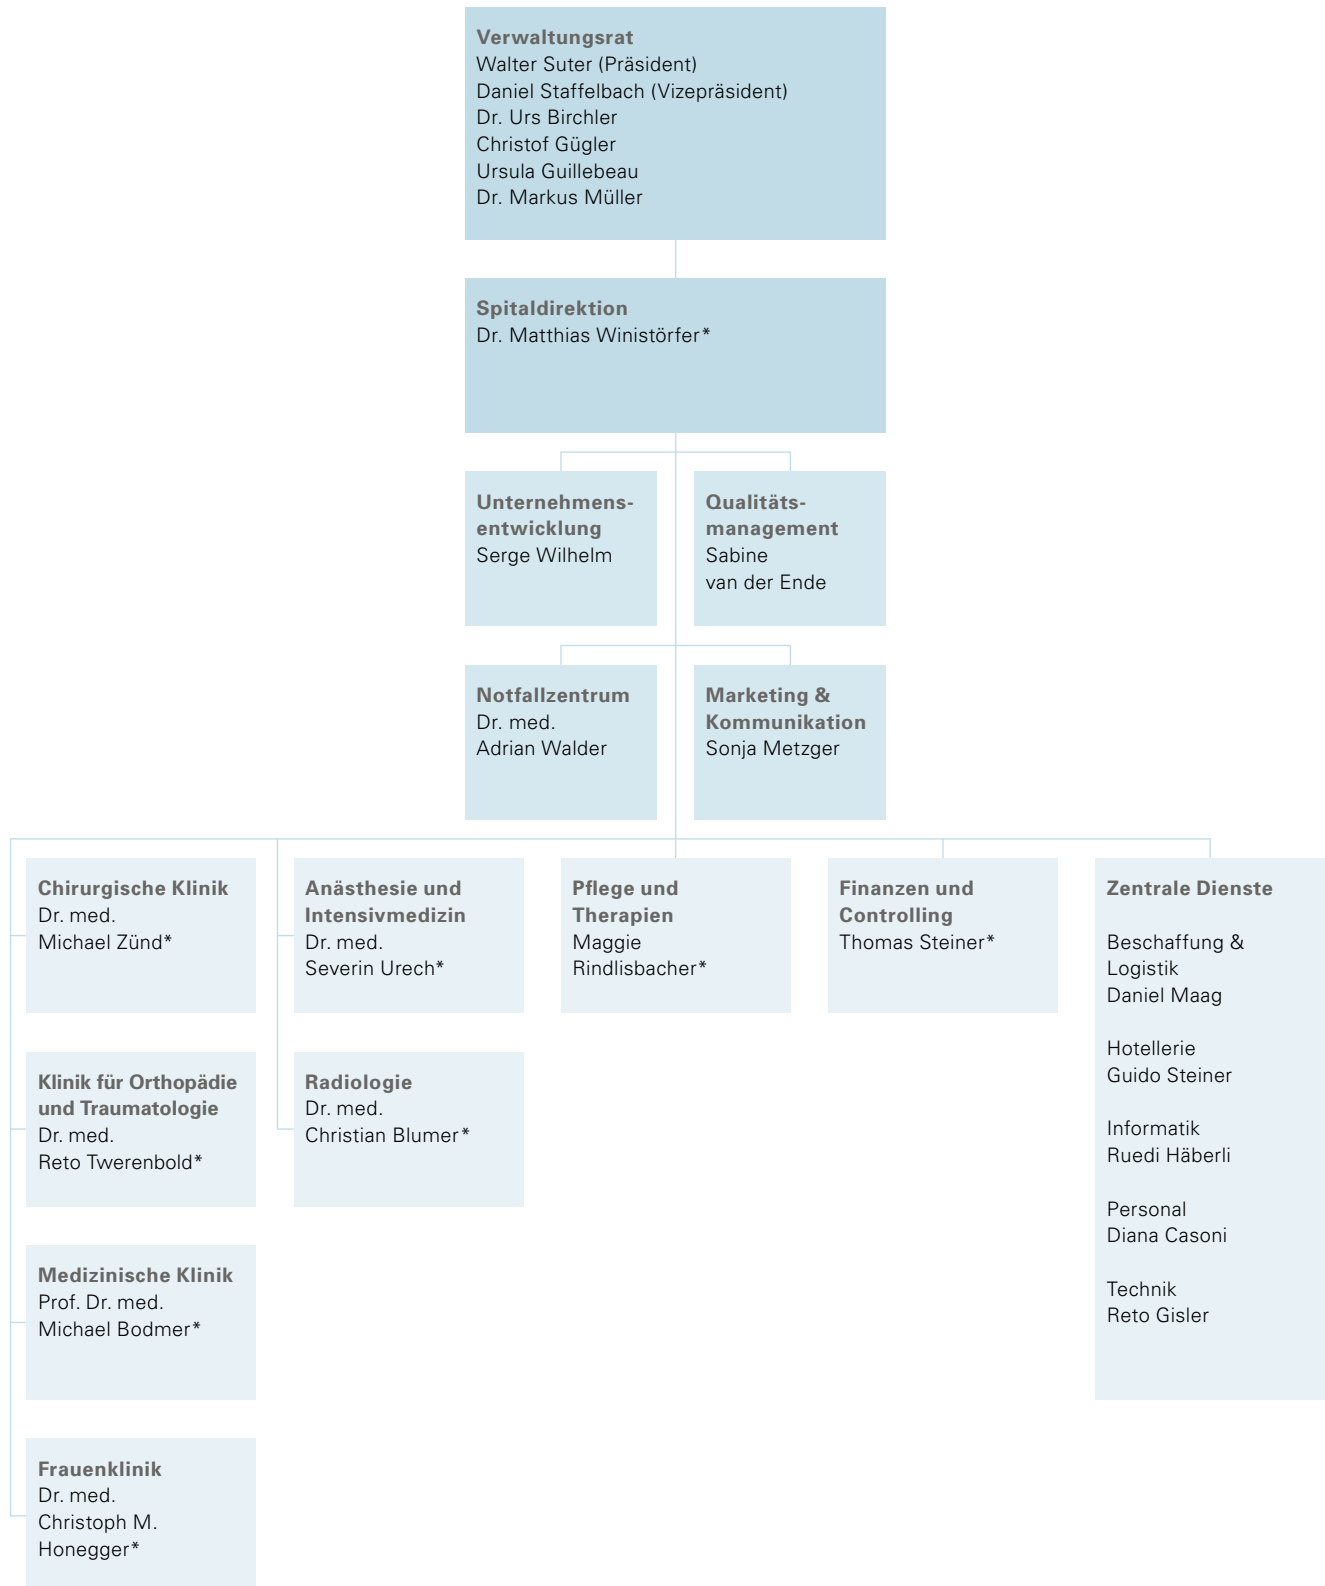 Verwaltungsrat
Walter Suter (Präsident)
Daniel Staffelbach (Vizepräsident)
Dr. Urs Birchler
Christof Gügler
Ursula Guillebeau
Dr. Markus Müller
Spitaldirektion
Dr. Matthias Winistörfer*
Unternehmens-
entwicklung
Serge Wilhelm
Qualitäts-
management
Sabine
van der Ende
Notfallzentrum
Dr. med.
Adrian Walder
Marketing &
Kommunikation
Sonja Metzger
Chirurgische Klinik
Dr. med.
Michael Zünd*
Klinik für Orthopädie
und Traumatologie
Dr. med.
Reto Twerenbold*
Medizinische Klinik
Prof. Dr. med.
Michael Bodmer*
Frauenklinik
Dr. med.
Christoph M.
Honegger*
Anästhesie und
Intensivmedizin
Dr. med.
Severin Urech*
Radiologie
Dr. med.
Christian Blumer*
Pflege und
Therapien
Maggie
Rindlisbacher*
Finanzen und
Controlling
Thomas Steiner*
Zentrale Dienste
Beschaffung &
Logistik
Daniel Maag
Hotellerie
Guido Steiner
Informatik
Ruedi Häberli
Personal
Diana Casoni
Technik
Reto Gisler